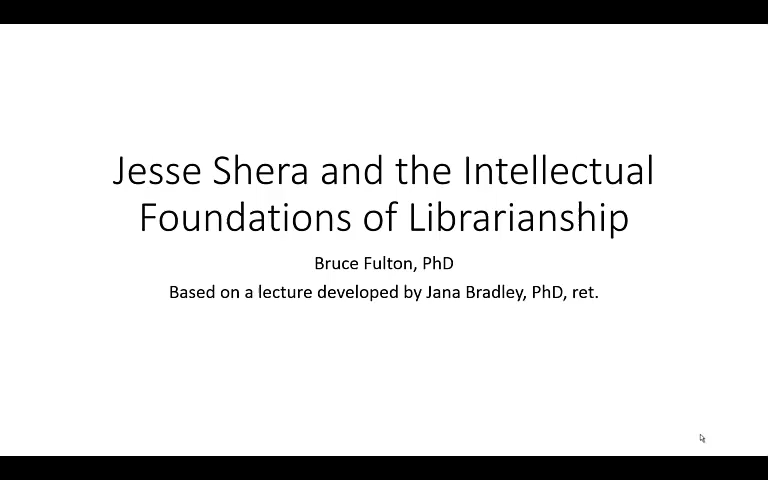 Jesse Shera and the Intellectual
Foundations of Librarianship
Bruce Fulton, PhD
Based on a lecture developed by Jana Bradley, PhD, ret.